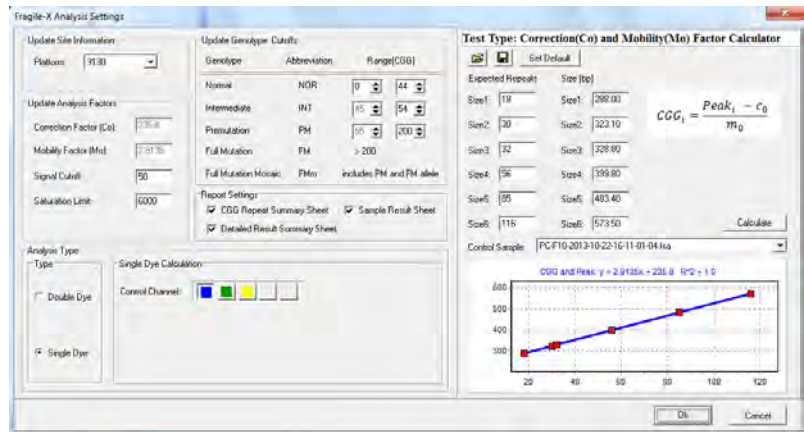 Fragile-X Analysis Settings
Update Site Information
Platform: 3130
Update Analysis Factors
Correction Factor (Co):
Mobility Factor (Mo): 2.9135
Signal Cutoff: 50
Saturation Limit: 6000
Update Genotype Cutoffs
Genotype Abbreviation Range(CGG)
Normal NOR 0 44
Intermediate INT 45 54
Premutation PM 55 200
Full Mutation FM > 200
Full Mutation Mosaic FMm includes PM and FM allele
Report Settings
CGG Repeat Summary Sheet Sample Result Sheet
Detailed Result Summary Sheet
Analysis Type
Type
Double Dye
Single Dye
Single Dye Calculation
Control Channel:
Test Type: Correction(Co) and Mobility(Mo) Factor Calculator
Set Default
Expected Repeats Size (bp)
Size1: 18 Size1: 288.00
Size2: 30 Size2: 323.10
Size3: 32 Size3: 328.80
Size4: 56 Size4: 399.80
Size5: 85 Size5: 483.40
Size6: 116 Size6: 573.50
CGGᵢ = (Peakᵢ − c₀) / m₀
Calculate
Control Sample: PC-F10-2013-10-22-16-11-01-04.fsa
CGG and Peak: y = 2.9135x + 235.8 R^2 = 1.0
600
500
400
300
20 40 60 80 100 120
Ok Cancel